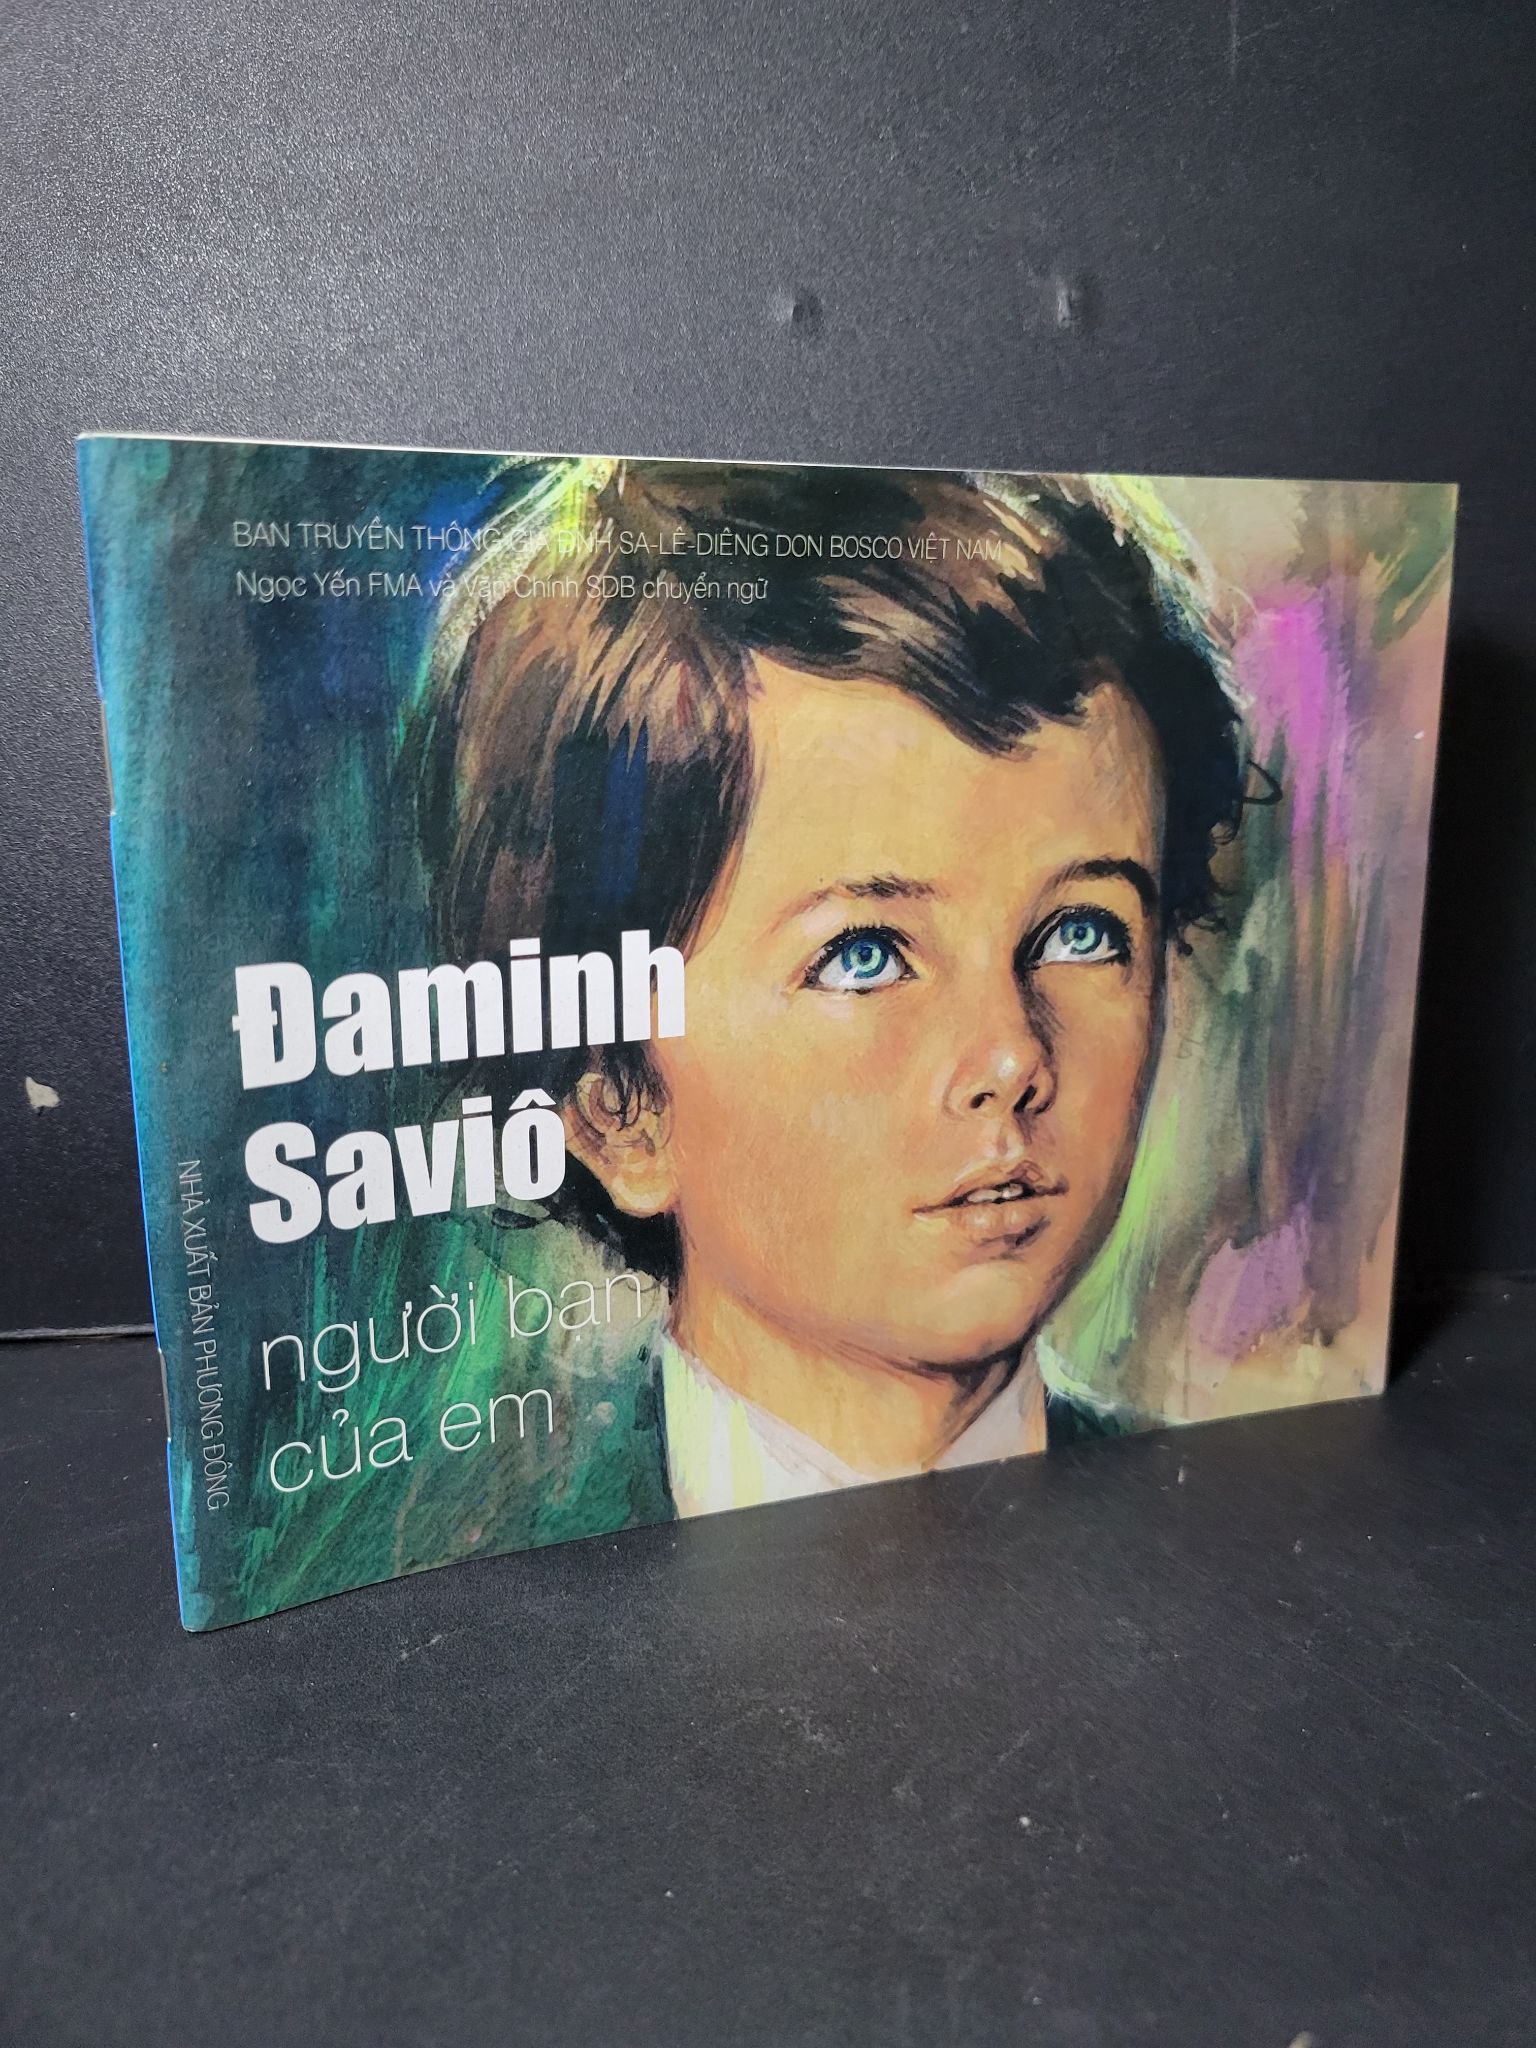 BAN TRUYỀN THÔNG GIA ĐÌNH SA-LÊ-DIÊNG DON BOSCO VIỆT NAM
Ngọc Yến FMA và Văn Chính SDB chuyển ngữ
Đaminh
Saviô
người bạn
của em
NHÀ XUẤT BẢN PHƯƠNG ĐÔNG